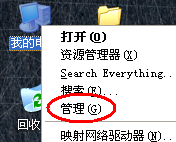 我的电
打开(O)
资源管理器(X)
Search Everything...
搜索(E)...
管理(G)
回收
映射网络驱动器(N)...